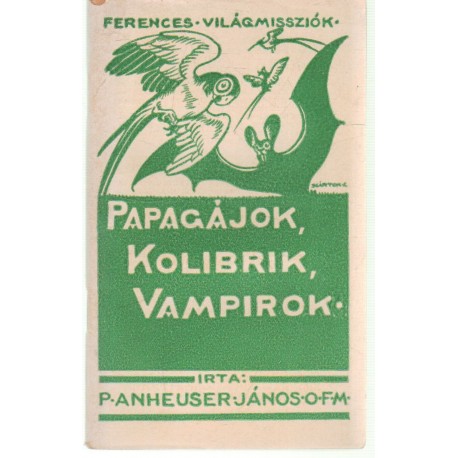 FERENCES · VILÁGMISSZIÓK ·
PAPAGÁJOK,
KOLIBRIK,
VAMPIROK ·
IRTA:
P · ANHEUSER · JÁNOS · O · F · M ·